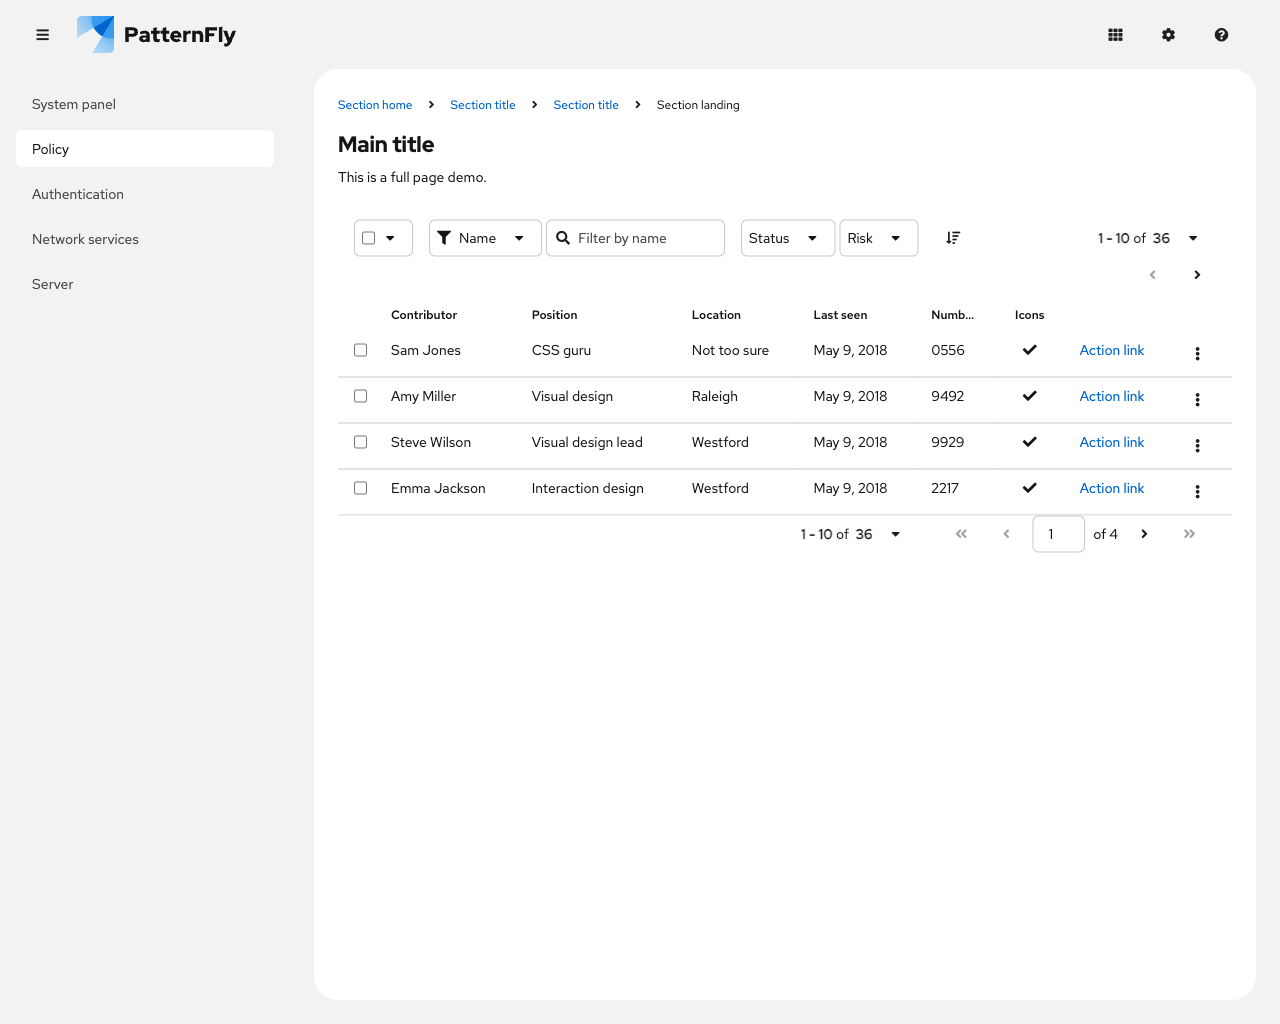 PatternFly
System panel
Policy
Authentication
Network services
Server
Section home Section title Section title Section landing
Main title
This is a full page demo.
Name Filter by name Status Risk 1 - 10 of 36
Contributor Position Location Last seen Numb... Icons
Sam Jones CSS guru Not too sure May 9, 2018 0556 Action link
Amy Miller Visual design Raleigh May 9, 2018 9492 Action link
Steve Wilson Visual design lead Westford May 9, 2018 9929 Action link
Emma Jackson Interaction design Westford May 9, 2018 2217 Action link
1 - 10 of 36 1 of 4